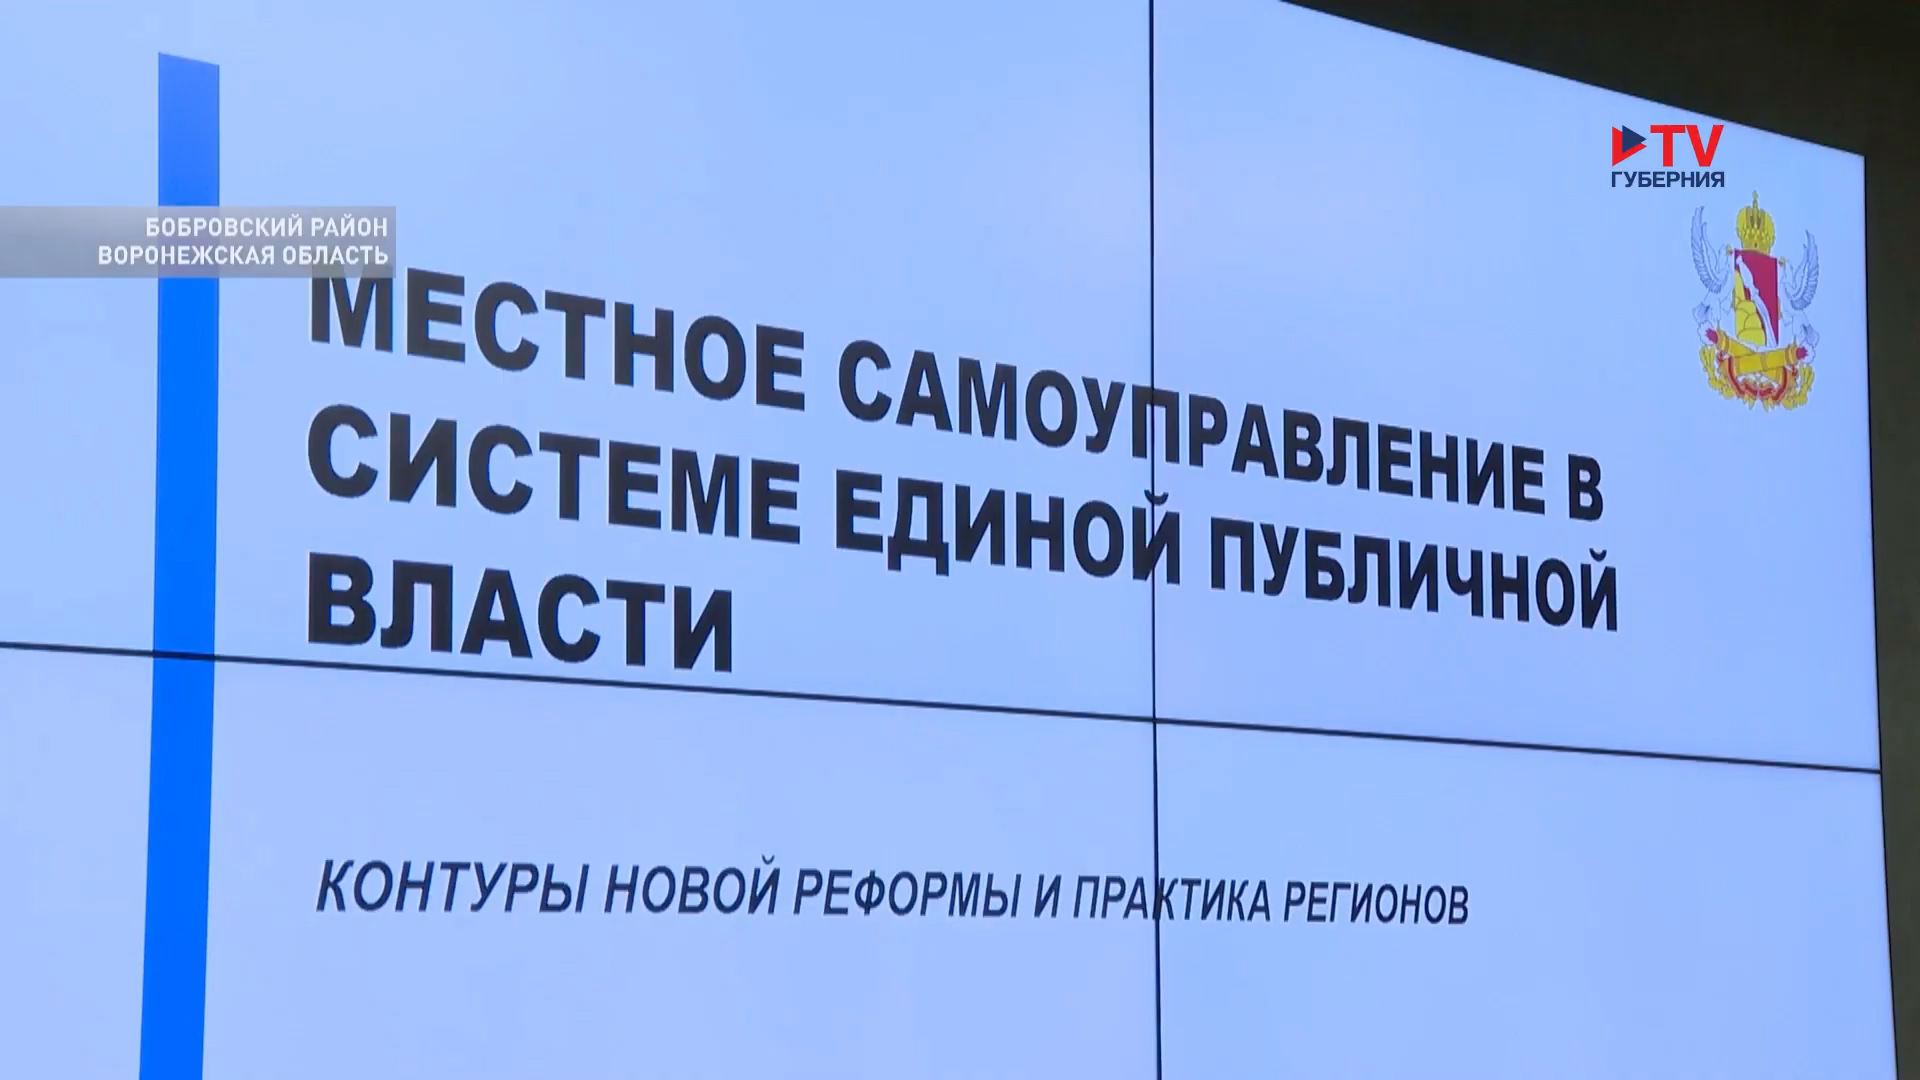 TV
ГУБЕРНИЯ
БОБРОВСКИЙ РАЙОН
ВОРОНЕЖСКАЯ ОБЛАСТЬ
МЕСТНОЕ САМОУПРАВЛЕНИЕ В
СИСТЕМЕ ЕДИНОЙ ПУБЛИЧНОЙ
ВЛАСТИ
КОНТУРЫ НОВОЙ РЕФОРМЫ И ПРАКТИКА РЕГИОНОВ